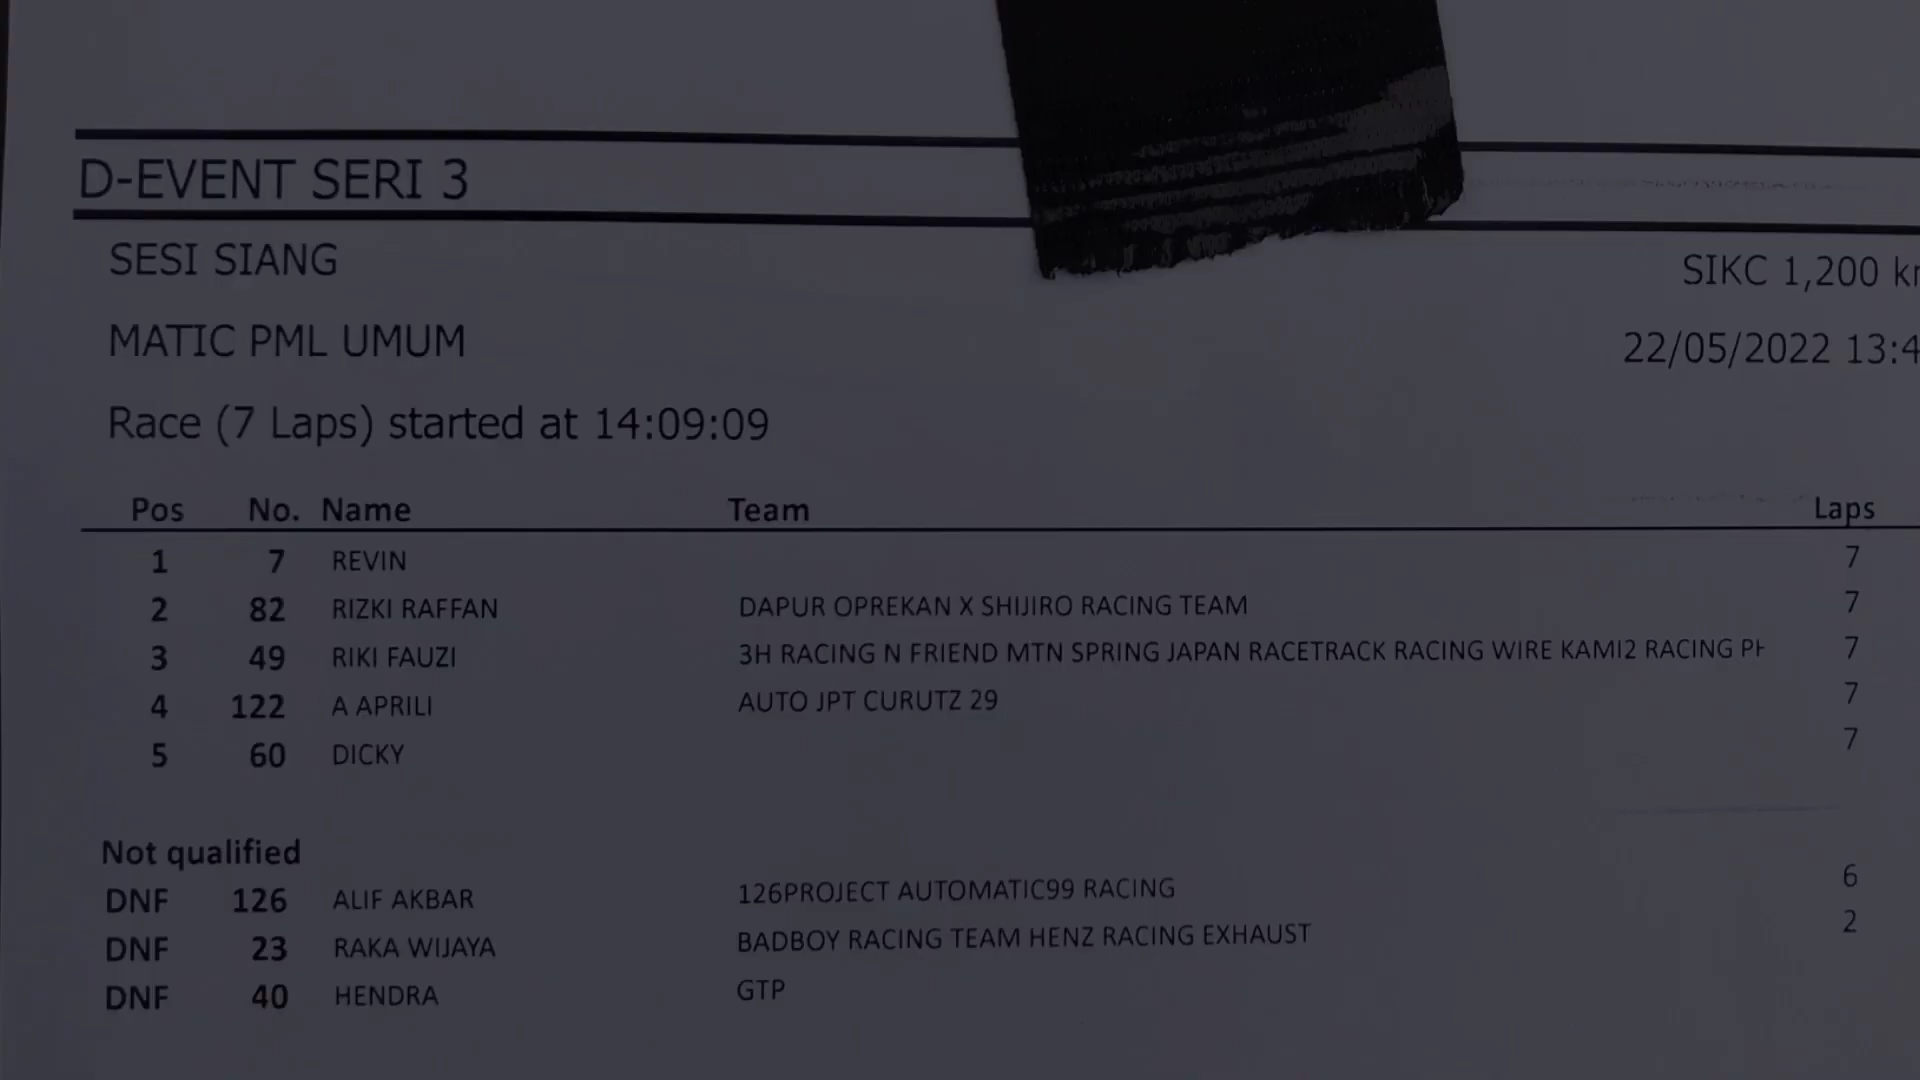 D-EVENT SERI 3
SESI SIANG
SIKC 1,200
MATIC PML UMUM
22/05/2022 13:4
Race (7 Laps) started at 14:09:09
Pos No. Name Team Laps
1 7 REVIN 7
2 82 RIZKI RAFFAN DAPUR OPREKAN X SHIJIRO RACING TEAM 7
3 49 RIKI FAUZI 3H RACING N FRIEND MTN SPRING JAPAN RACETRACK RACING WIRE KAMI2 RACING 7
4 122 A APRILI AUTO JPT CURUTZ 29 7
5 60 DICKY 7
Not qualified
DNF 126 ALIF AKBAR 126PROJECT AUTOMATIC99 RACING 6
DNF 23 RAKA WIJAYA BADBOY RACING TEAM HENZ RACING EXHAUST 2
DNF 40 HENDRA GTP